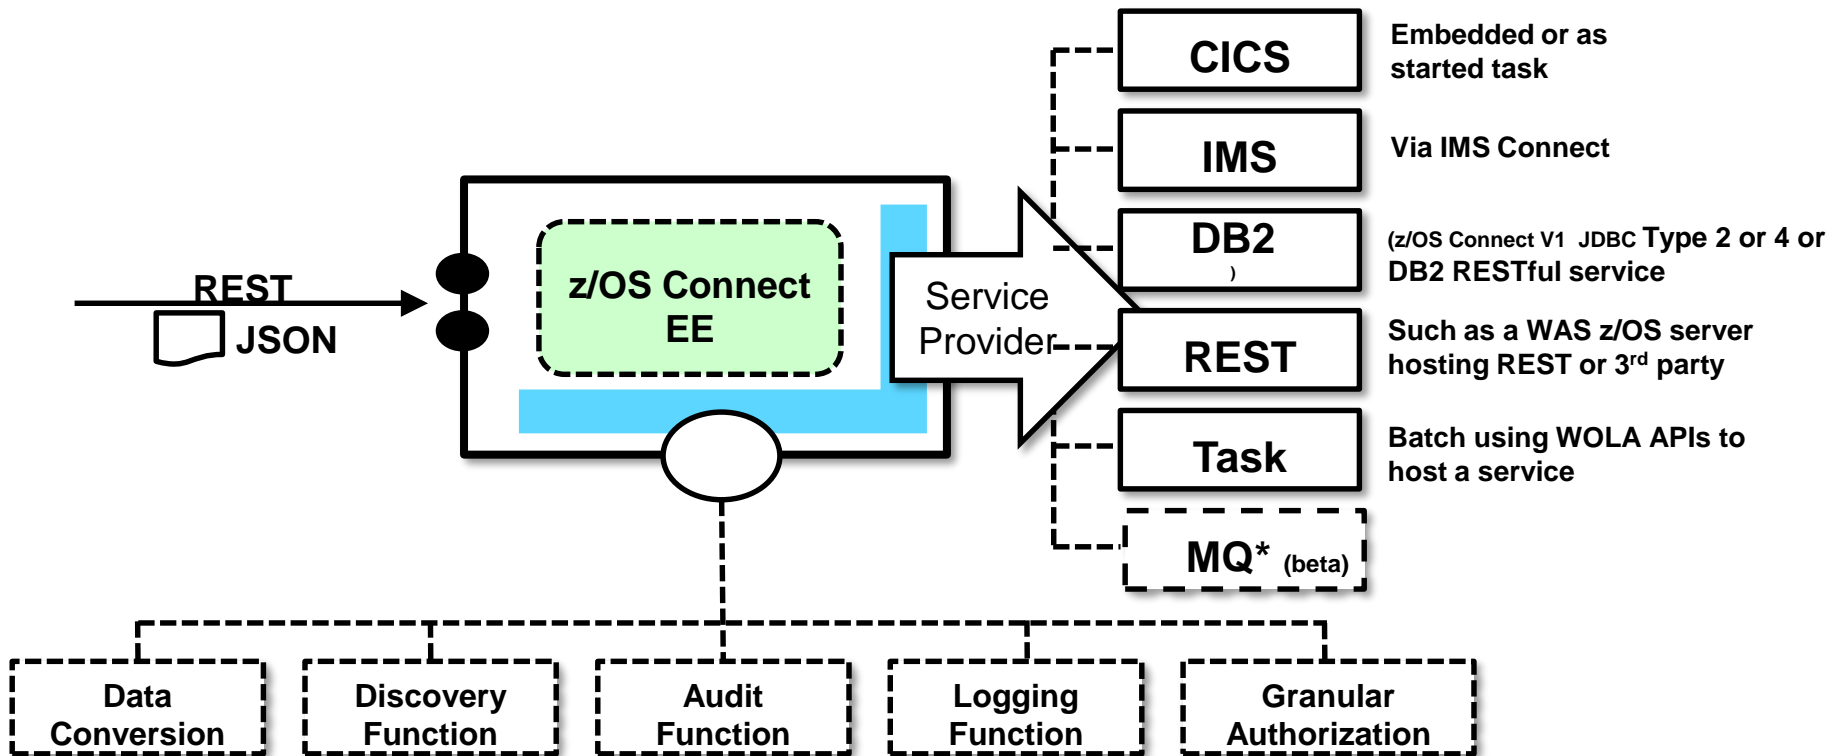 CICS
Embedded or as
started task
IMS
Via IMS Connect
DB2
)
(z/OS Connect V1 JDBC Type 2 or 4 or
DB2 RESTful service
REST
Such as a WAS z/OS server
hosting REST or 3rd party
Task
Batch using WOLA APIs to
host a service
MQ* (beta)
REST
JSON
z/OS Connect
EE
Service
Provider
Data
Conversion
Discovery
Function
Audit
Function
Logging
Function
Granular
Authorization